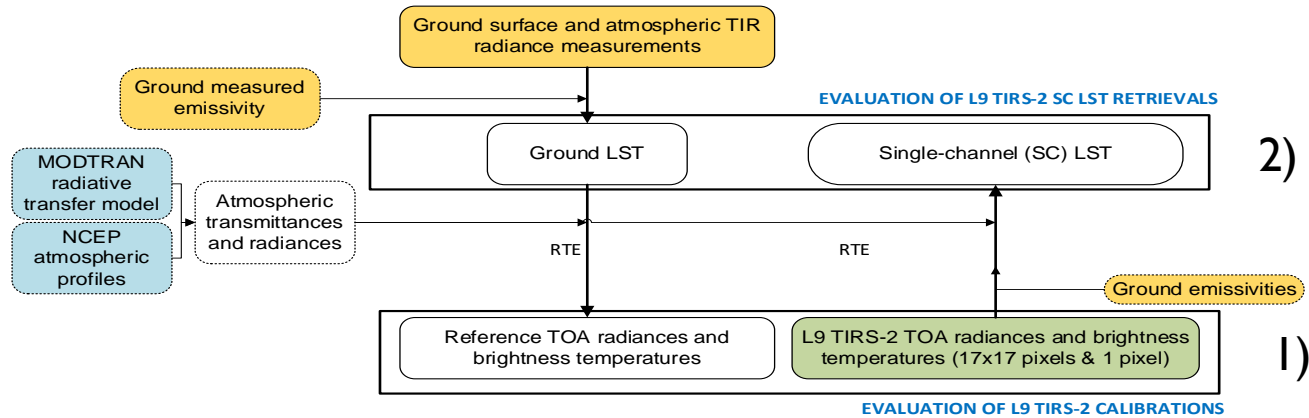 Ground surface and atmospheric TIR
radiance measurements
Ground measured
emissivity
EVALUATION OF L9 TIRS-2 SC LST RETRIEVALS
Ground LST
Single-channel (SC) LST
2)
MODTRAN
radiative
transfer model
Atmospheric
transmittances
and radiances
NCEP
atmospheric
profiles
RTE
RTE
Ground emissivities
Reference TOA radiances and
brightness temperatures
L9 TIRS-2 TOA radiances and brightness
temperatures (17x17 pixels & 1 pixel)
1)
EVALUATION OF L9 TIRS-2 CALIBRATIONS